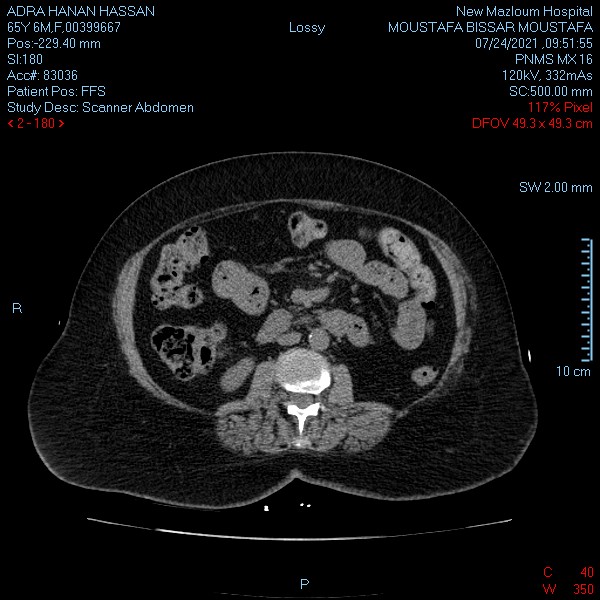 ADRA HANAN HASSAN
65Y 6M,F,00399667
Pos:-229.40 mm
SI:180
Acc#: 83036
Patient Pos: FFS
Study Desc: Scanner Abdomen
< 2 - 180 >
Lossy
New Mazloum Hospital
MOUSTAFA BISSAR MOUSTAFA
07/24/2021 ,09:51:55
PNMS MX 16
120kV, 332mAs
SC:500.00 mm
117% Pixel
DFOV 49.3 x 49.3 cm
SW 2.00 mm
R
10 cm
P
C 40
W 350